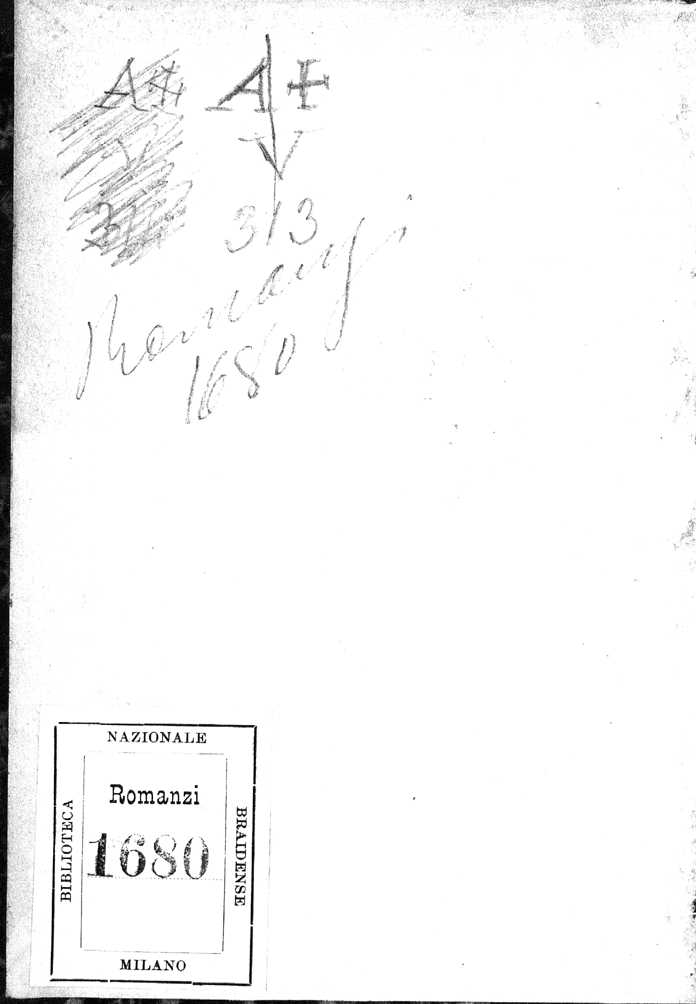 A ‡ A ‡
V
313
Romanzi
1680
NAZIONALE
BIBLIOTECA
Romanzi
1680
BRAIDENSE
MILANO